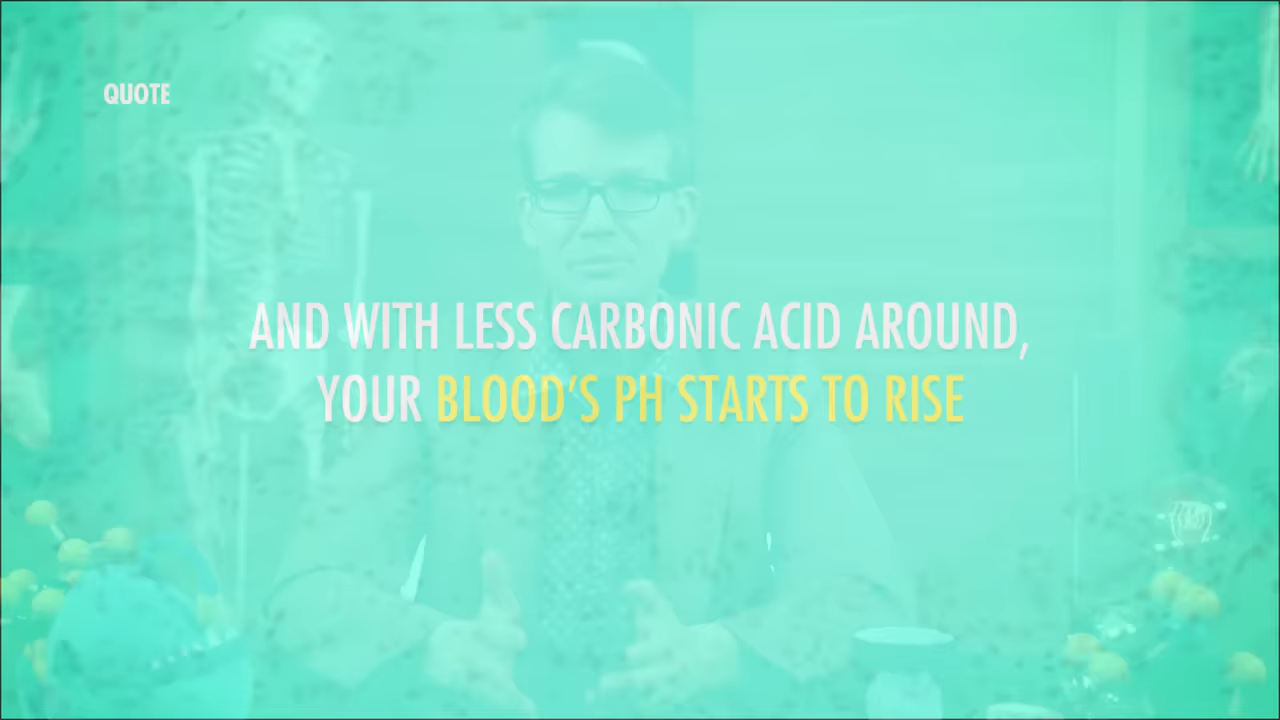 QUOTE
AND WITH LESS CARBONIC ACID AROUND,
YOUR BLOOD'S PH STARTS TO RISE